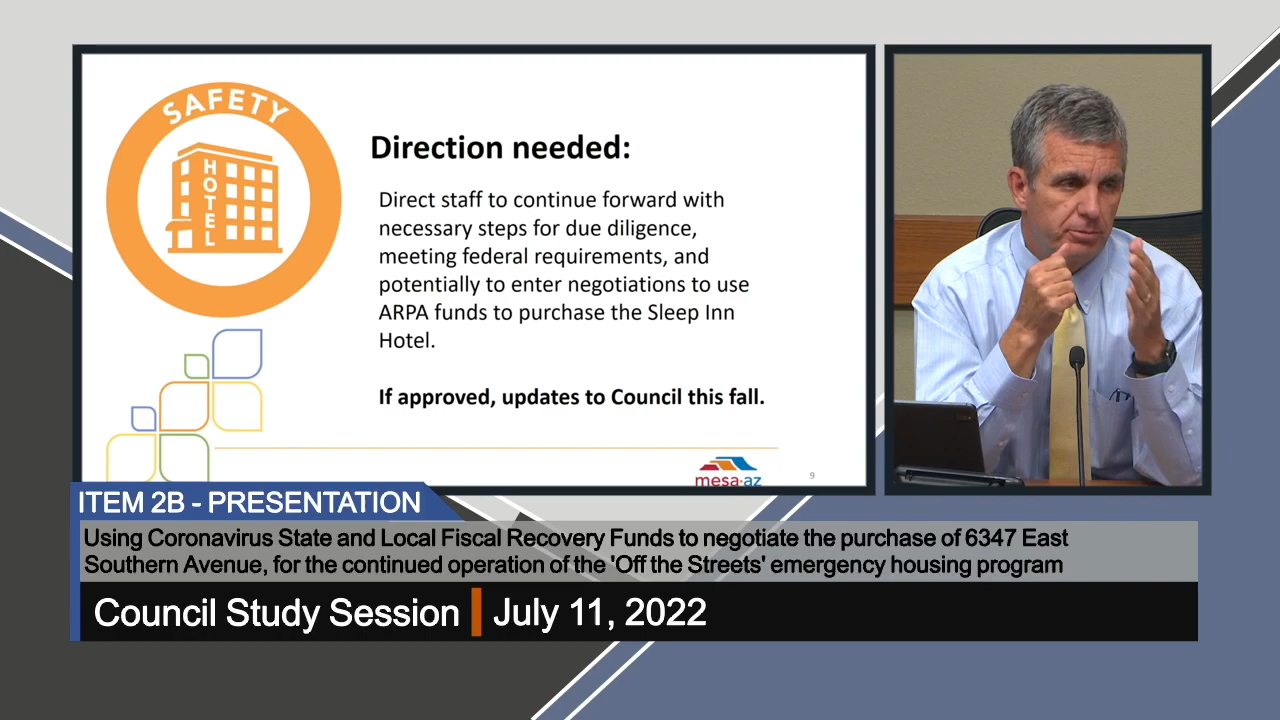 SAFETY
HOTEL
Direction needed:
Direct staff to continue forward with
necessary steps for due diligence,
meeting federal requirements, and
potentially to enter negotiations to use
ARPA funds to purchase the Sleep Inn
Hotel.
If approved, updates to Council this fall.
mesa·az
9
ITEM 2B - PRESENTATION
Using Coronavirus State and Local Fiscal Recovery Funds to negotiate the purchase of 6347 East
Southern Avenue, for the continued operation of the 'Off the Streets' emergency housing program
Council Study Session
July 11, 2022